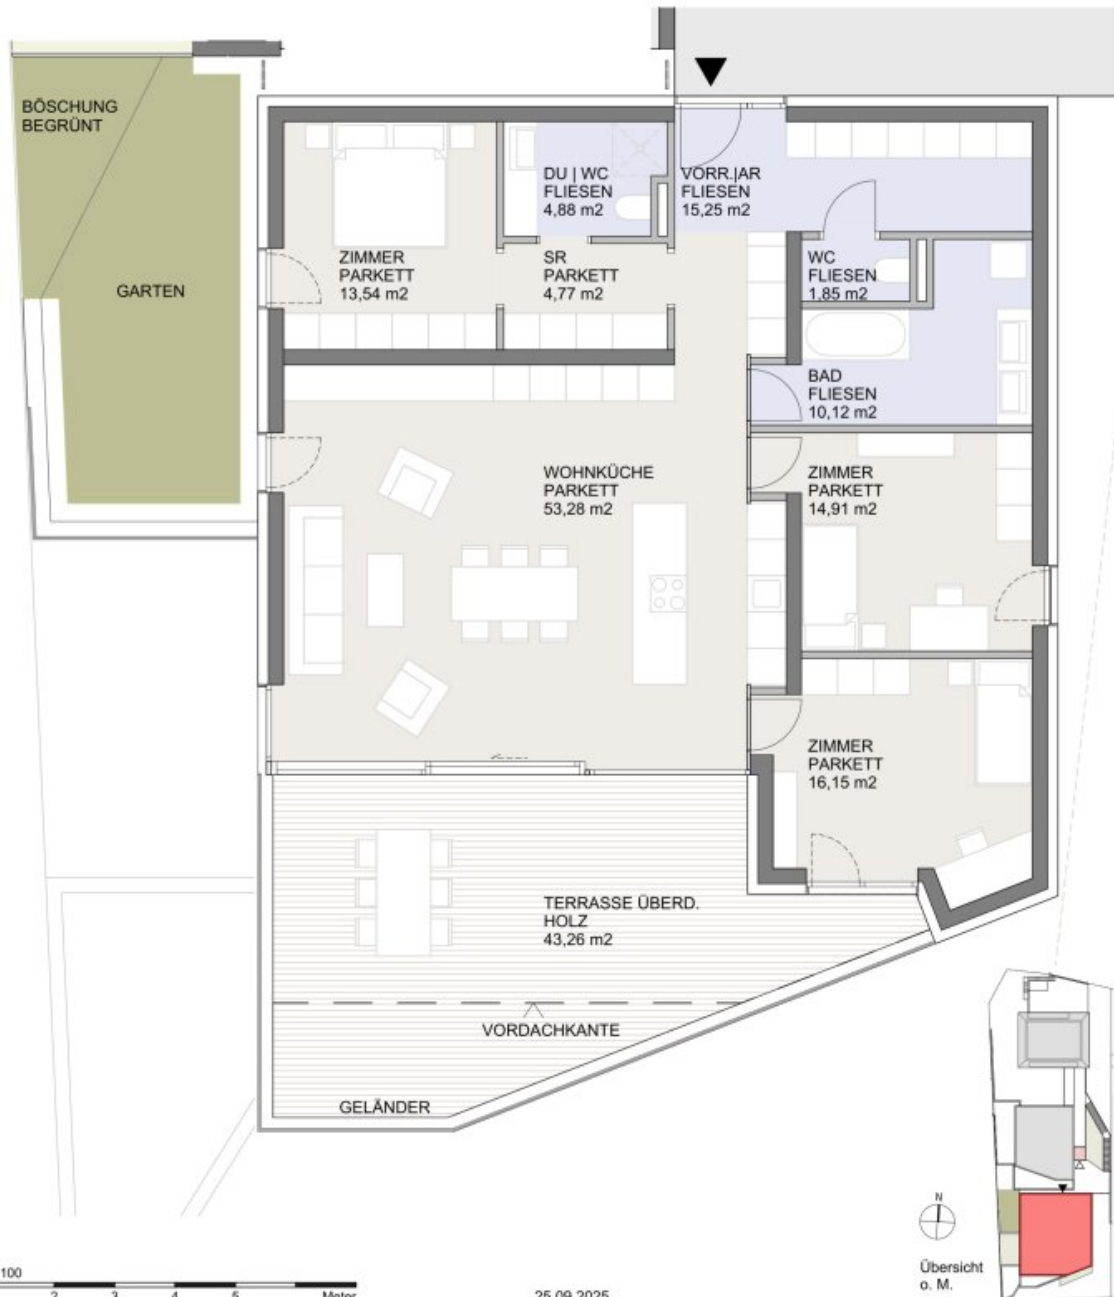 BÖSCHUNG
BEGRÜNT
GARTEN
ZIMMER
PARKETT
13,54 m2
DU | WC
FLIESEN
4,88 m2
SR
PARKETT
4,77 m2
VORR.|AR
FLIESEN
15,25 m2
WC
FLIESEN
1,85 m2
BAD
FLIESEN
10,12 m2
WOHNKÜCHE
PARKETT
53,28 m2
ZIMMER
PARKETT
14,91 m2
ZIMMER
PARKETT
16,15 m2
TERRASSE ÜBERD.
HOLZ
43,26 m2
VORDACHKANTE
GELÄNDER
N
Übersicht
o. M.
100
2 3 4 5 Meter
25.09.2025